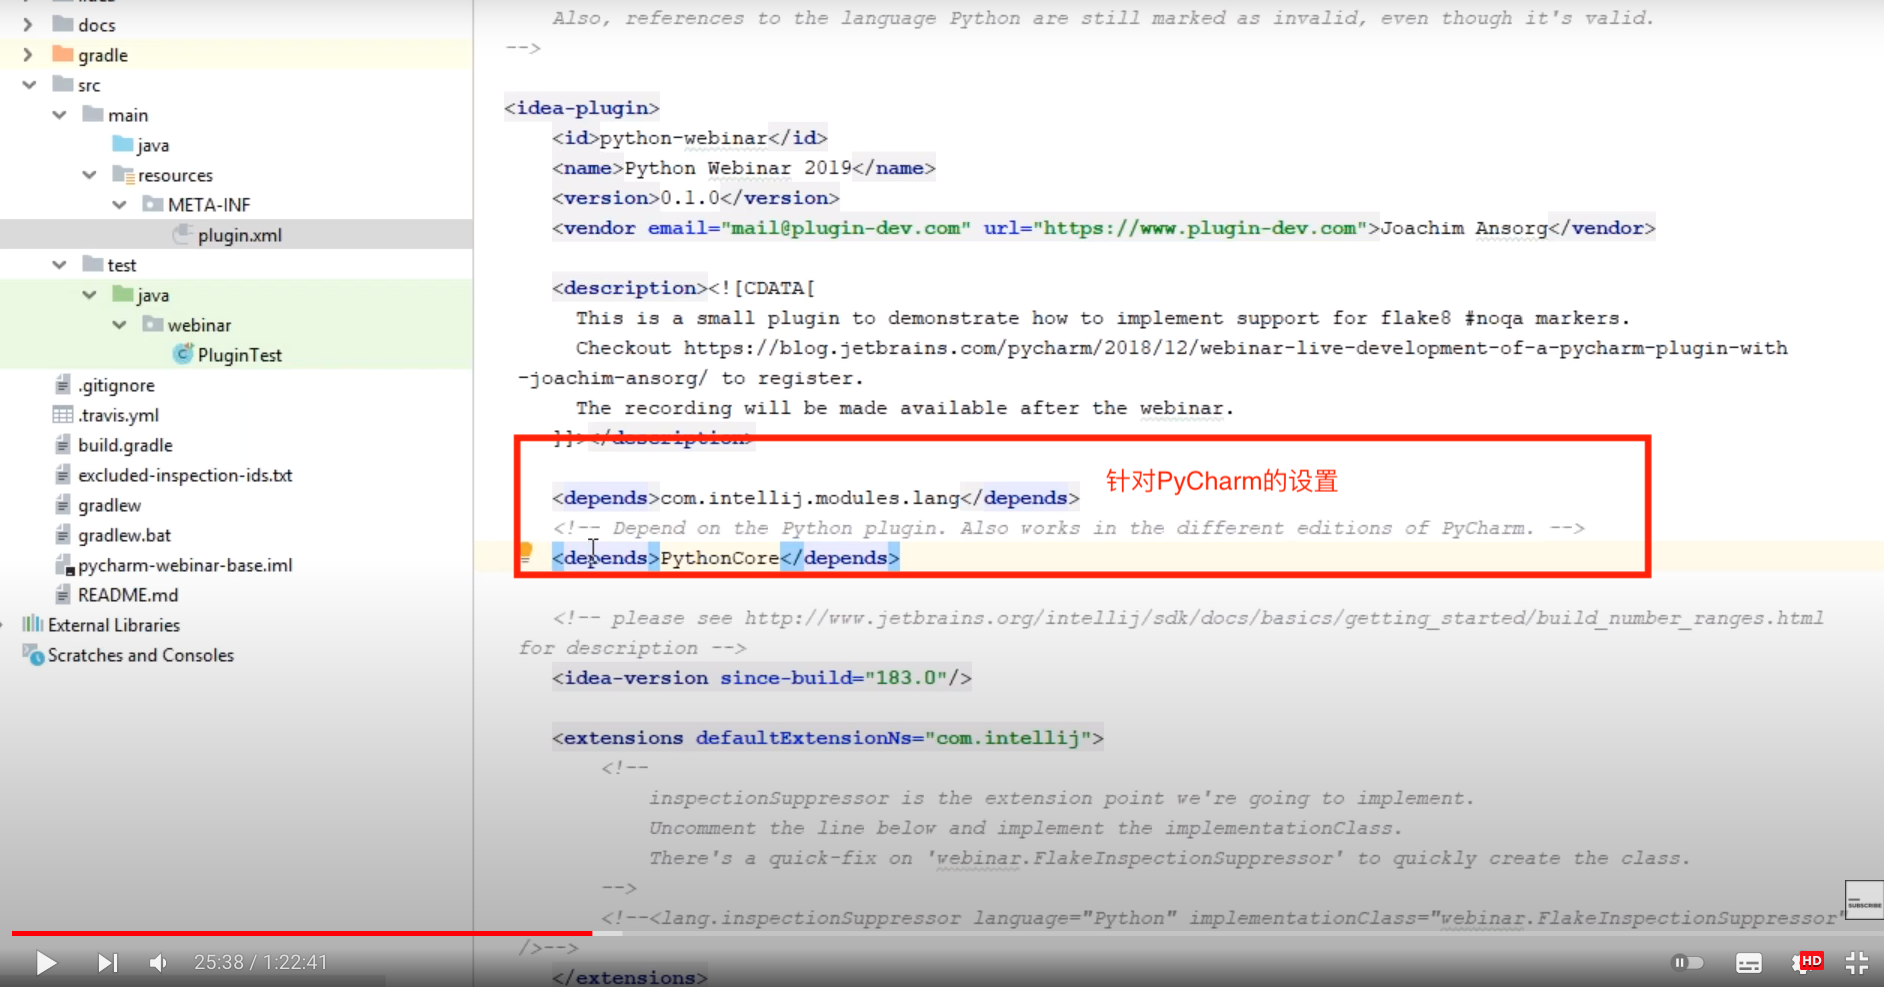 docs
gradle
src
main
java
resources
META-INF
plugin.xml
test
java
webinar
PluginTest
.gitignore
.travis.yml
build.gradle
excluded-inspection-ids.txt
gradlew
gradlew.bat
pycharm-webinar-base.iml
README.md
External Libraries
Scratches and Consoles
Also, references to the language Python are still marked as invalid, even though it's valid.
-->
<idea-plugin>
<id>python-webinar</id>
<name>Python Webinar 2019</name>
<version>0.1.0</version>
<vendor email="mail@plugin-dev.com" url="https://www.plugin-dev.com">Joachim Ansorg</vendor>
<description><![CDATA[
This is a small plugin to demonstrate how to implement support for flake8 #noqa markers.
Checkout https://blog.jetbrains.com/pycharm/2018/12/webinar-live-development-of-a-pycharm-plugin-with
-joachim-ansorg/ to register.
The recording will be made available after the webinar.
]]></description>
针对PyCharm的设置
<depends>com.intellij.modules.lang</depends>
<!-- Depend on the Python plugin. Also works in the different editions of PyCharm. -->
<depends>PythonCore</depends>
<!-- please see http://www.jetbrains.org/intellij/sdk/docs/basics/getting_started/build_number_ranges.html
for description -->
<idea-version since-build="183.0"/>
<extensions defaultExtensionNs="com.intellij">
<!--
inspectionSuppressor is the extension point we're going to implement.
Uncomment the line below and implement the implementationClass.
There's a quick-fix on 'webinar.FlakeInspectionSuppressor' to quickly create the class.
-->
<!--<lang.inspectionSuppressor language="Python" implementationClass="webinar.FlakeInspectionSuppressor"
/>-->
</extensions>
SUBSCRIBE
25:38 / 1:22:41
HD